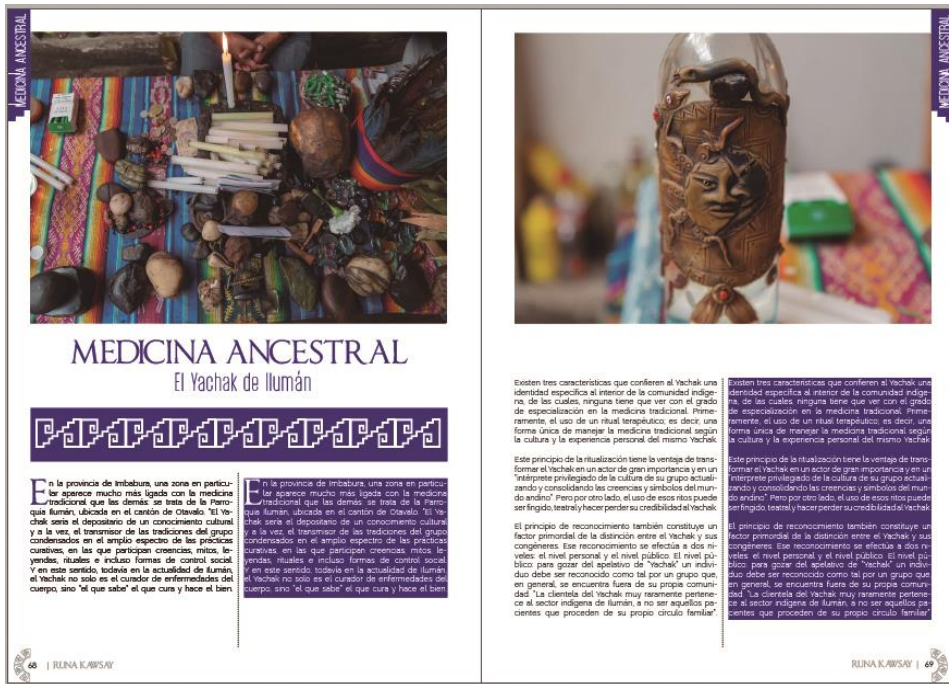 MEDICINA ANCESTRAL
MEDICINA ANCESTRAL
El Yachak de Ilumán
En la provincia de Imbabura, una zona en particu-
lar aparece mucho más ligada con la medicina
tradicional que las demás: se trata de la Parro-
quia Ilumán, ubicada en el cantón de Otavalo. "El Ya-
chak sería el depositario de un conocimiento cultural
y a la vez, el transmisor de las tradiciones del grupo
condensados en el amplio espectro de las prácticas
curativas, en las que participan creencias, mitos, le-
yendas, rituales e incluso formas de control social.
Y en este sentido, todavía en la actualidad de Ilumán,
el Yachak no solo es el curador de enfermedades del
cuerpo, sino "el que sabe" el que cura y hace el bien.
En la provincia de Imbabura, una zona en particu-
lar aparece mucho más ligada con la medicina
tradicional que las demás: se trata de la Parro-
quia Ilumán, ubicada en el cantón de Otavalo. "El Ya-
chak sería el depositario de un conocimiento cultural
y a la vez, el transmisor de las tradiciones del grupo
condensados en el amplio espectro de las prácticas
curativas, en las que participan creencias, mitos, le-
yendas, rituales e incluso formas de control social.
Y en este sentido, todavía en la actualidad de Ilumán,
el Yachak no solo es el curador de enfermedades del
cuerpo, sino "el que sabe" el que cura y hace el bien.
68 | RUNA KAWSAY
MEDICINA ANCESTRAL
Existen tres características que confieren al Yachak una
identidad específica al interior de la comunidad indíge-
na, de las cuales, ninguna tiene que ver con el grado
de especialización en la medicina tradicional. Prime-
ramente, el uso de un ritual terapéutico; es decir, una
forma única de manejar la medicina tradicional según
la cultura y la experiencia personal del mismo Yachak.
Este principio de la ritualización tiene la ventaja de trans-
formar el Yachak en un actor de gran importancia y en un
"intérprete privilegiado de la cultura de su grupo actuali-
zando y consolidando las creencias y símbolos del mun-
do andino". Pero por otro lado, el uso de esos ritos puede
ser fingido, teatral y hacer perder su credibilidad al Yachak.
El principio de reconocimiento también constituye un
factor primordial de la distinción entre el Yachak y sus
congéneres. Ese reconocimiento se efectúa a dos ni-
veles: el nivel personal y el nivel público. El nivel pú-
blico: para gozar del apelativo de "Yachak" un indivi-
duo debe ser reconocido como tal por un grupo que,
en general, se encuentra fuera de su propia comuni-
dad. "La clientela del Yachak muy raramente pertene-
ce al sector indígena de Ilumán, a no ser aquellos pa-
cientes que proceden de su propio círculo familiar".
Existen tres características que confieren al Yachak una
identidad específica al interior de la comunidad indíge-
na, de las cuales, ninguna tiene que ver con el grado
de especialización en la medicina tradicional. Prime-
ramente, el uso de un ritual terapéutico; es decir, una
forma única de manejar la medicina tradicional según
la cultura y la experiencia personal del mismo Yachak.
Este principio de la ritualización tiene la ventaja de trans-
formar el Yachak en un actor de gran importancia y en un
"intérprete privilegiado de la cultura de su grupo actuali-
zando y consolidando las creencias y símbolos del mun-
do andino". Pero por otro lado, el uso de esos ritos puede
ser fingido, teatral y hacer perder su credibilidad al Yachak.
El principio de reconocimiento también constituye un
factor primordial de la distinción entre el Yachak y sus
congéneres. Ese reconocimiento se efectúa a dos ni-
veles: el nivel personal y el nivel público. El nivel pú-
blico: para gozar del apelativo de "Yachak" un indivi-
duo debe ser reconocido como tal por un grupo que,
en general, se encuentra fuera de su propia comuni-
dad. "La clientela del Yachak muy raramente pertene-
ce al sector indígena de Ilumán, a no ser aquellos pa-
cientes que proceden de su propio círculo familiar".
RUNA KAWSAY | 69